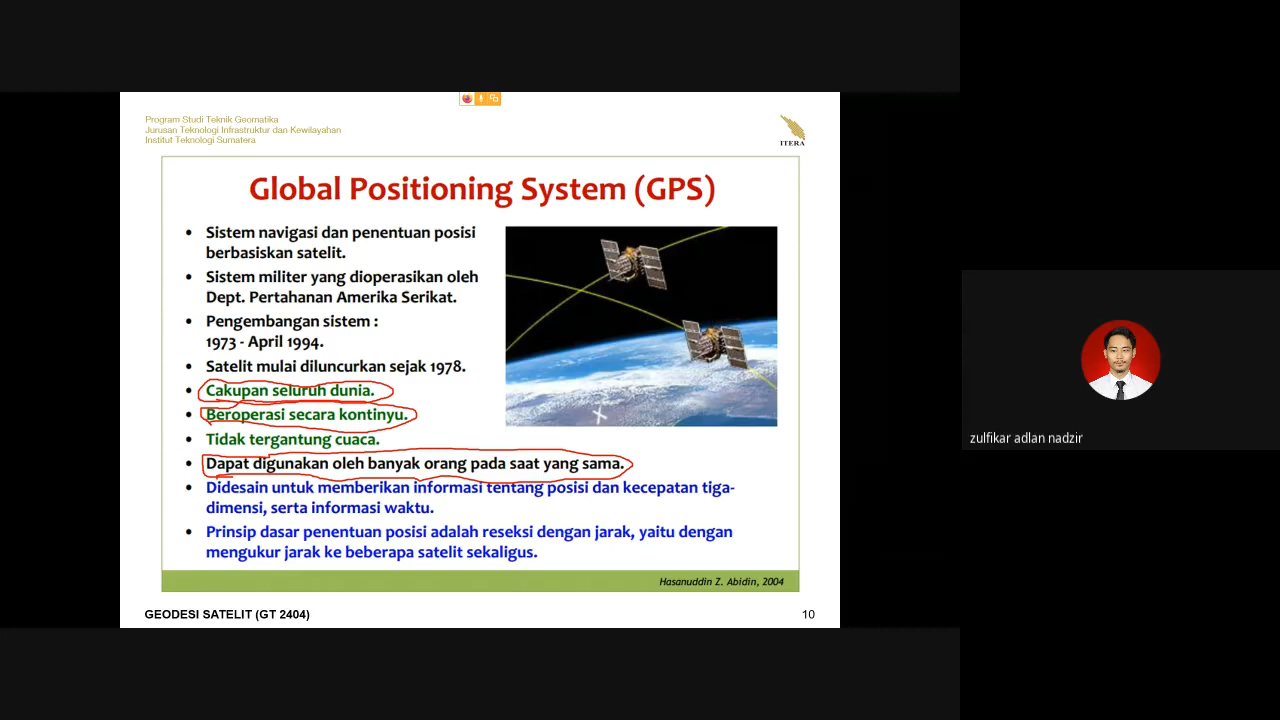 Program Studi Teknik Geomatika
Jurusan Teknologi Infrastruktur dan Kewilayahan
Institut Teknologi Sumatera
ITERA
Global Positioning System (GPS)
• Sistem navigasi dan penentuan posisi
berbasiskan satelit.
• Sistem militer yang dioperasikan oleh
Dept. Pertahanan Amerika Serikat.
• Pengembangan sistem :
1973 - April 1994.
• Satelit mulai diluncurkan sejak 1978.
• Cakupan seluruh dunia.
• Beroperasi secara kontinyu.
• Tidak tergantung cuaca.
• Dapat digunakan oleh banyak orang pada saat yang sama.
• Didesain untuk memberikan informasi tentang posisi dan kecepatan tiga-
dimensi, serta informasi waktu.
• Prinsip dasar penentuan posisi adalah reseksi dengan jarak, yaitu dengan
mengukur jarak ke beberapa satelit sekaligus.
Hasanuddin Z. Abidin, 2004
GEODESI SATELIT (GT 2404)
10
zulfikar adlan nadzir